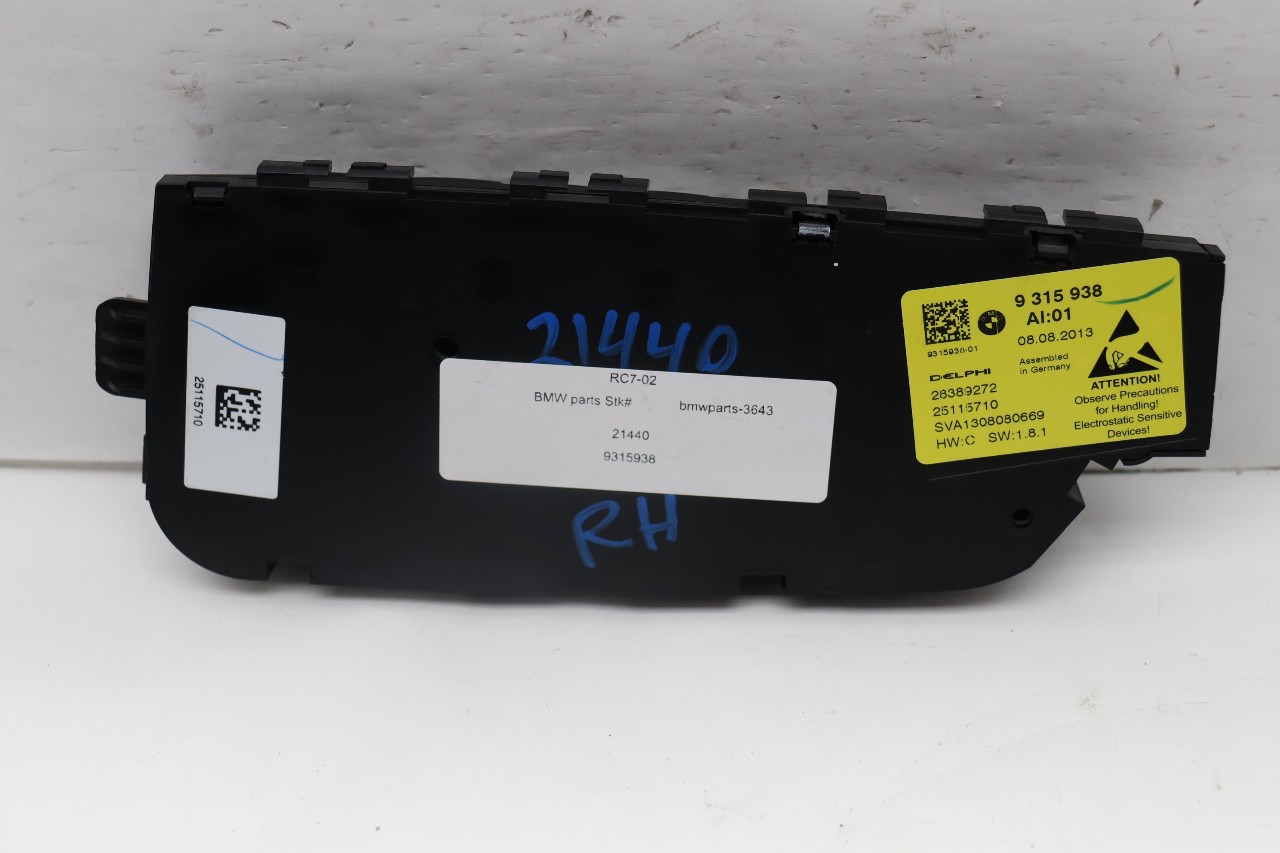 25115710
21440
RC7-02
BMW parts Stk# bmwparts-3643
21440
9315938
RH
9 315 938
AI:01
08.08.2013
9315938-01
DELPHI
Assembled
in Germany
28389272
25115710
SVA1308080669
HW:C SW:1.8.1
ATTENTION!
Observe Precautions
for Handling!
Electrostatic Sensitive
Devices!